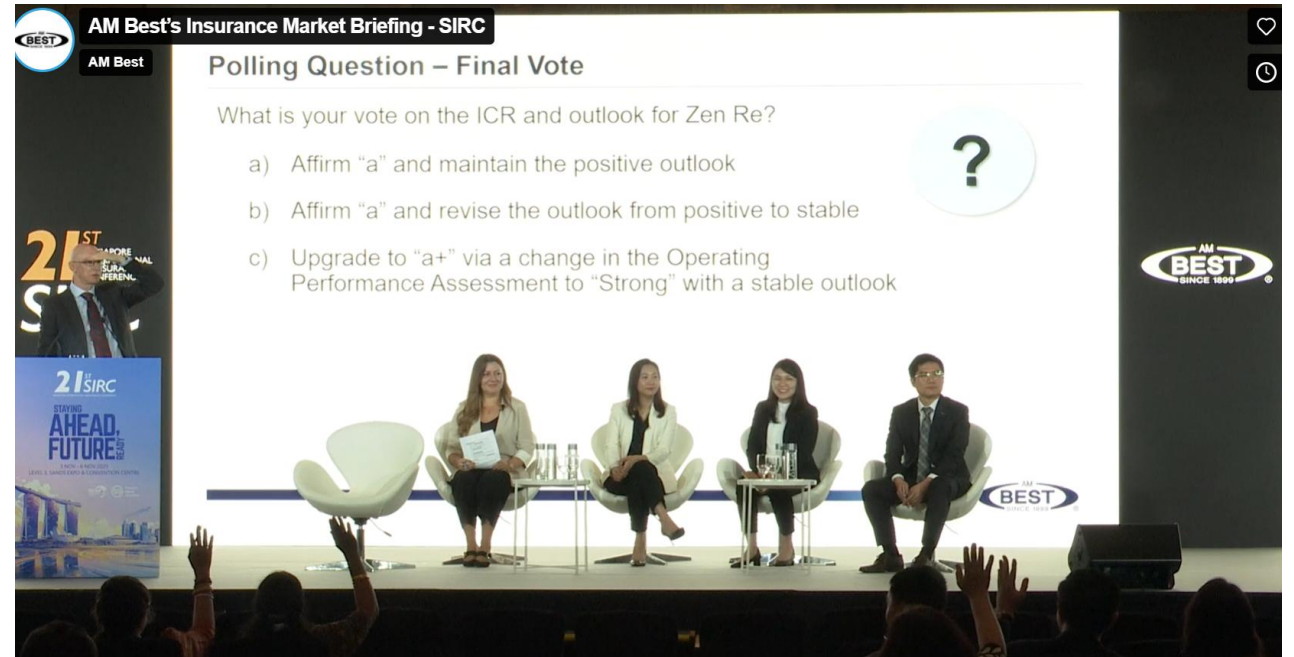 AM Best's Insurance Market Briefing - SIRC
AM Best
Polling Question – Final Vote
What is your vote on the ICR and outlook for Zen Re?
a) Affirm “a” and maintain the positive outlook
b) Affirm “a” and revise the outlook from positive to stable
c) Upgrade to “a+” via a change in the Operating
Performance Assessment to “Strong” with a stable outlook
?
21ST
AM
BEST
SINCE 1899
21ST SIRC
STAYING
AHEAD,
FUTURE
READY
AM
BEST
SINCE 1899